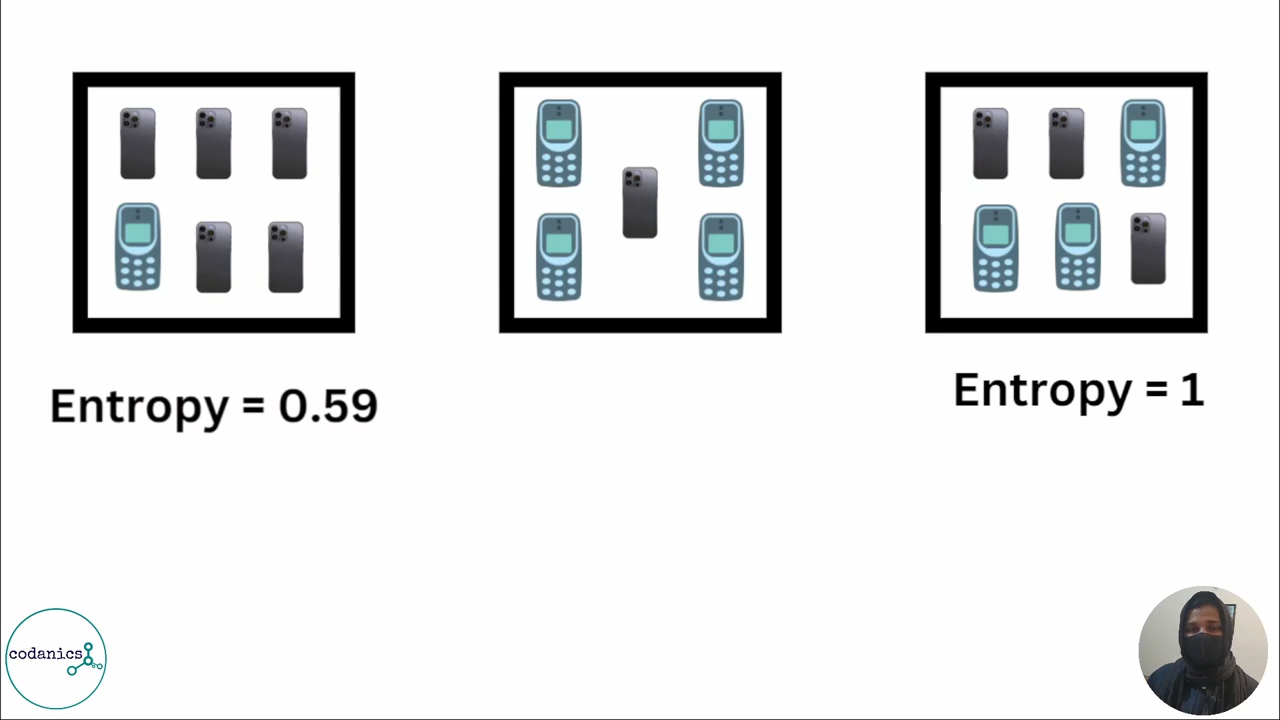 Entropy = 0.59
Entropy = 1
codanics